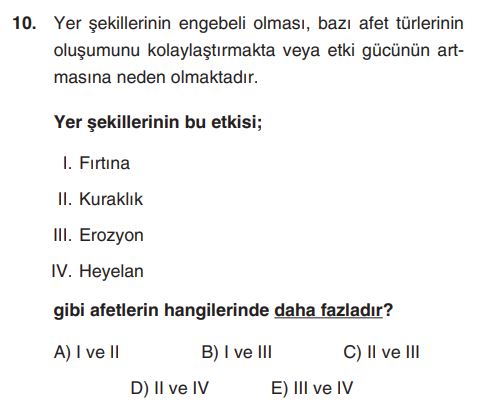 10. Yer şekillerinin engebeli olması, bazı afet türlerinin
oluşumunu kolaylaştırmakta veya etki gücünün art-
masına neden olmaktadır.
Yer şekillerinin bu etkisi;
I. Fırtına
II. Kuraklık
III. Erozyon
IV. Heyelan
gibi afetlerin hangilerinde daha fazladır?
A) I ve II B) I ve III C) II ve III
D) II ve IV E) III ve IV